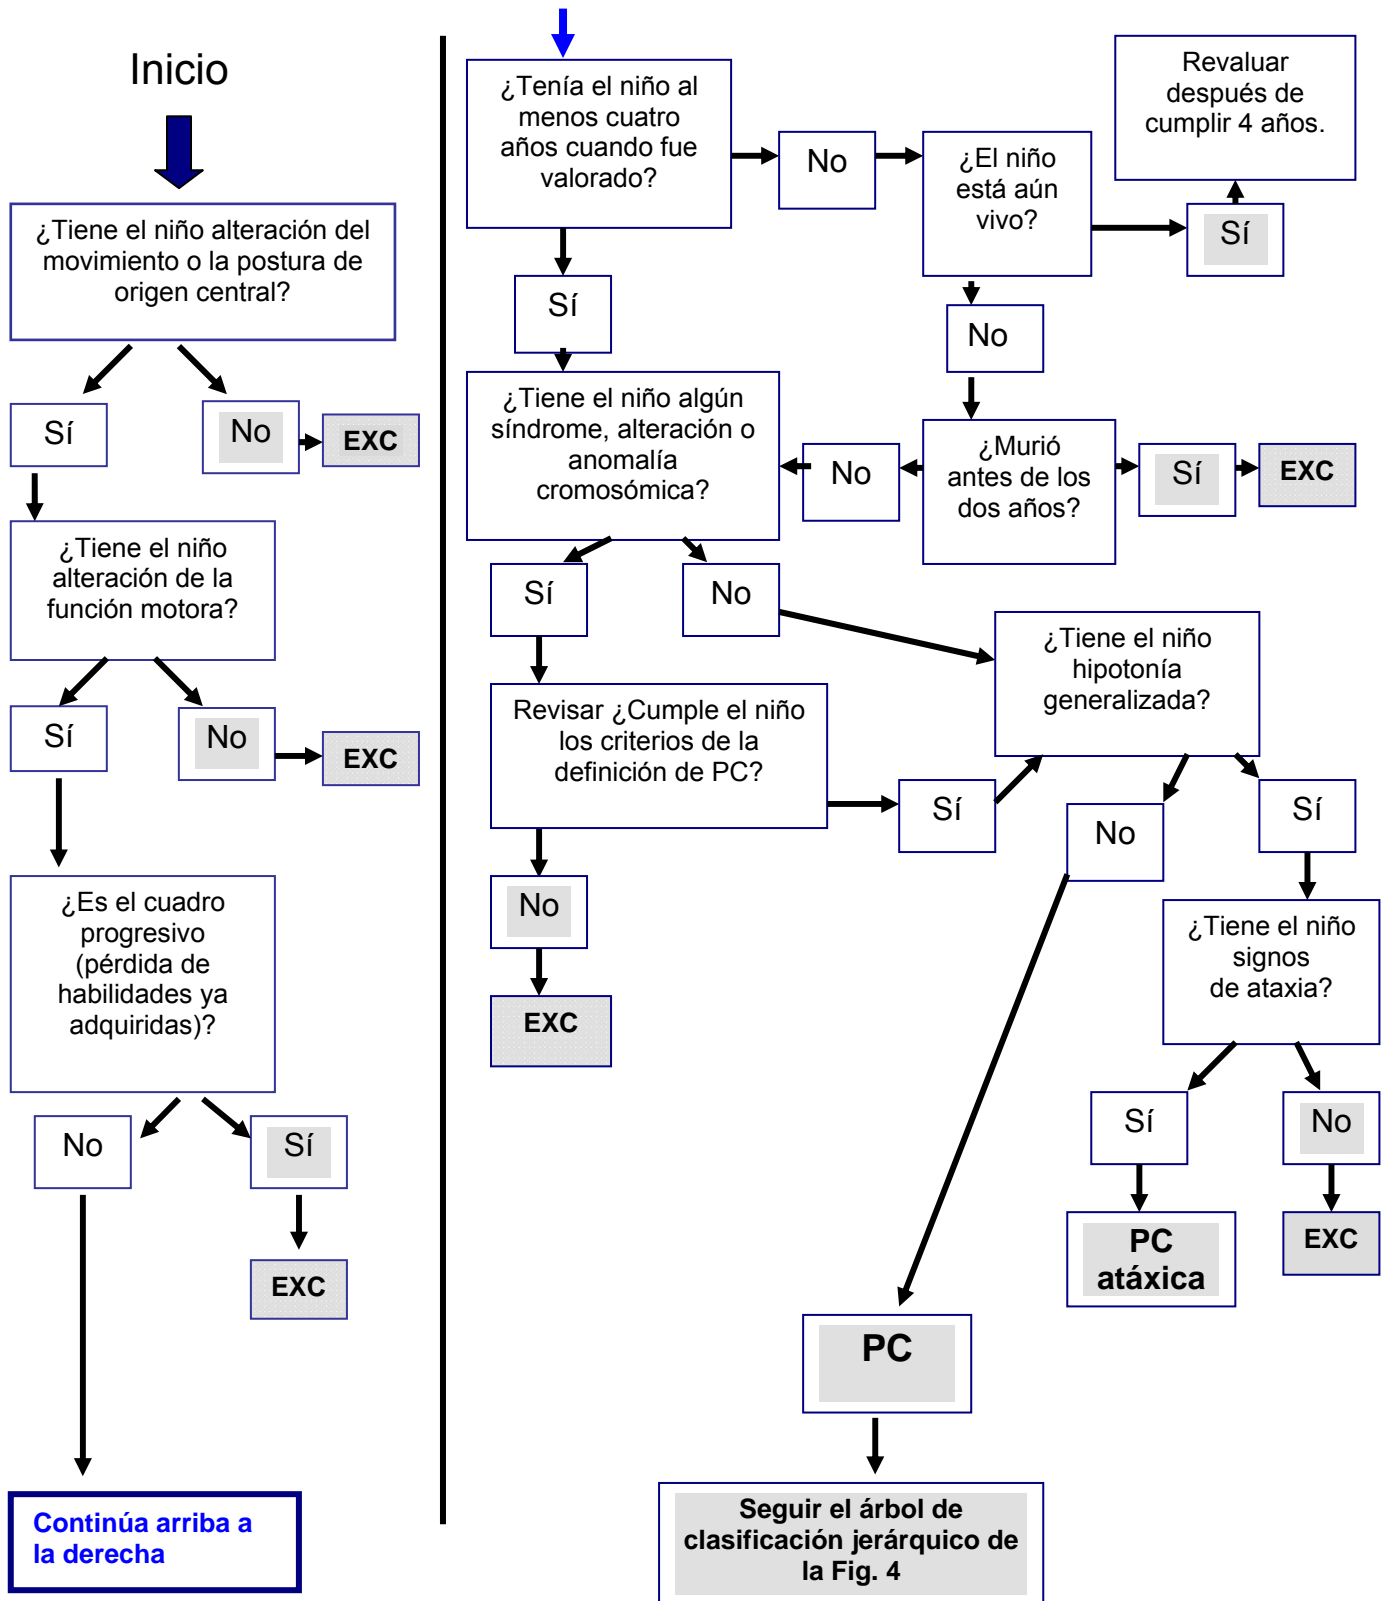 Inicio
¿Tiene el niño alteración del
movimiento o la postura de
origen central?
Sí
No
EXC
¿Tiene el niño
alteración de la
función motora?
Sí
No
EXC
¿Es el cuadro
progresivo
(pérdida de
habilidades ya
adquiridas)?
No
Sí
EXC
Continúa arriba a
la derecha
¿Tenía el niño al
menos cuatro
años cuando fue
valorado?
No
¿El niño
está aún
vivo?
Sí
Revaluar
después de
cumplir 4 años.
Sí
No
¿Tiene el niño algún
síndrome, alteración o
anomalía
cromosómica?
No
¿Murió
antes de los
dos años?
Sí
EXC
Sí
No
¿Tiene el niño
hipotonía
generalizada?
Revisar ¿Cumple el niño
los criterios de la
definición de PC?
Sí
No
Sí
No
EXC
¿Tiene el niño
signos
de ataxia?
Sí
No
PC
atáxica
EXC
PC
Seguir el árbol de
clasificación jerárquico de
la Fig. 4